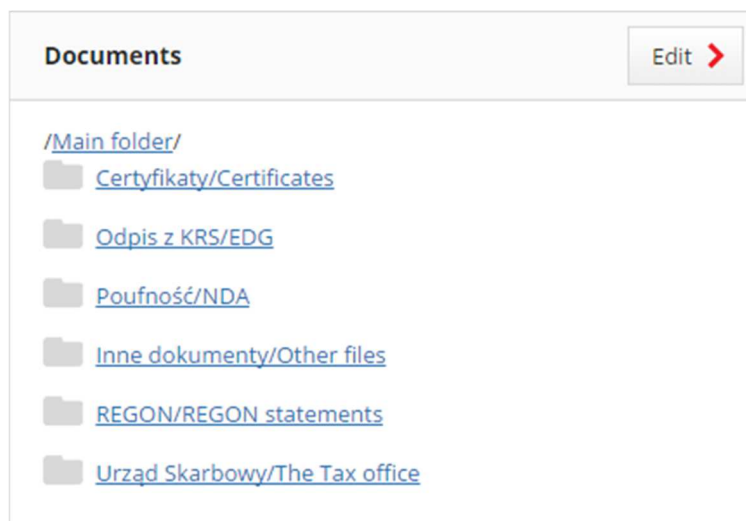 Documents
Edit
/Main folder/
Certyfikaty/Certificates
Odpis z KRS/EDG
Poufność/NDA
Inne dokumenty/Other files
REGON/REGON statements
Urząd Skarbowy/The Tax office